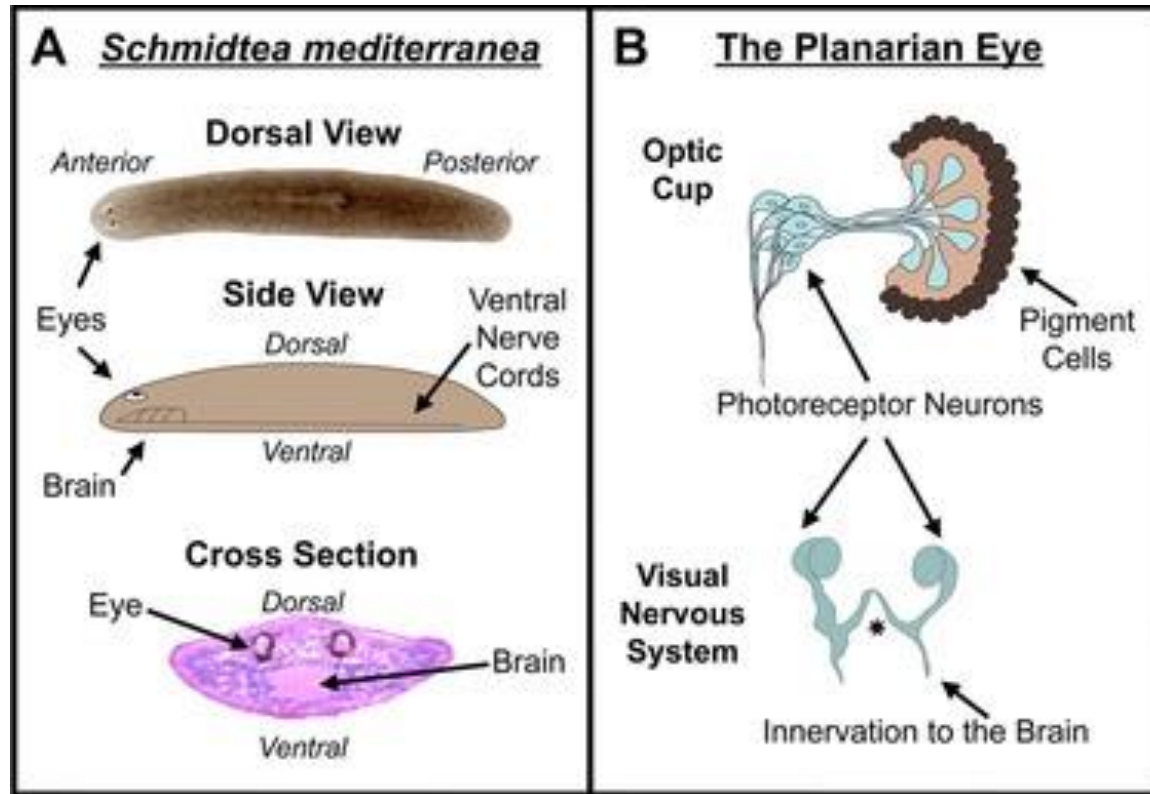 A Schmidtea mediterranea
Dorsal View
Anterior
Posterior
Eyes
Side View
Dorsal
Ventral
Nerve
Cords
Ventral
Brain
Cross Section
Eye
Dorsal
Brain
Ventral
B The Planarian Eye
Optic
Cup
Pigment
Cells
Photoreceptor Neurons
Visual
Nervous
System
*
Innervation to the Brain